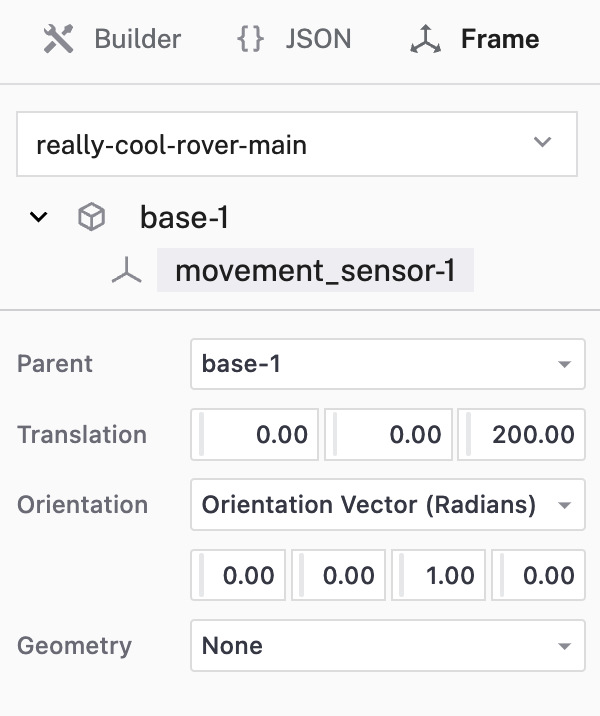 Builder {} JSON Frame
really-cool-rover-main
base-1
movement_sensor-1
Parent base-1
Translation 0.00 0.00 200.00
Orientation Orientation Vector (Radians)
0.00 0.00 1.00 0.00
Geometry None